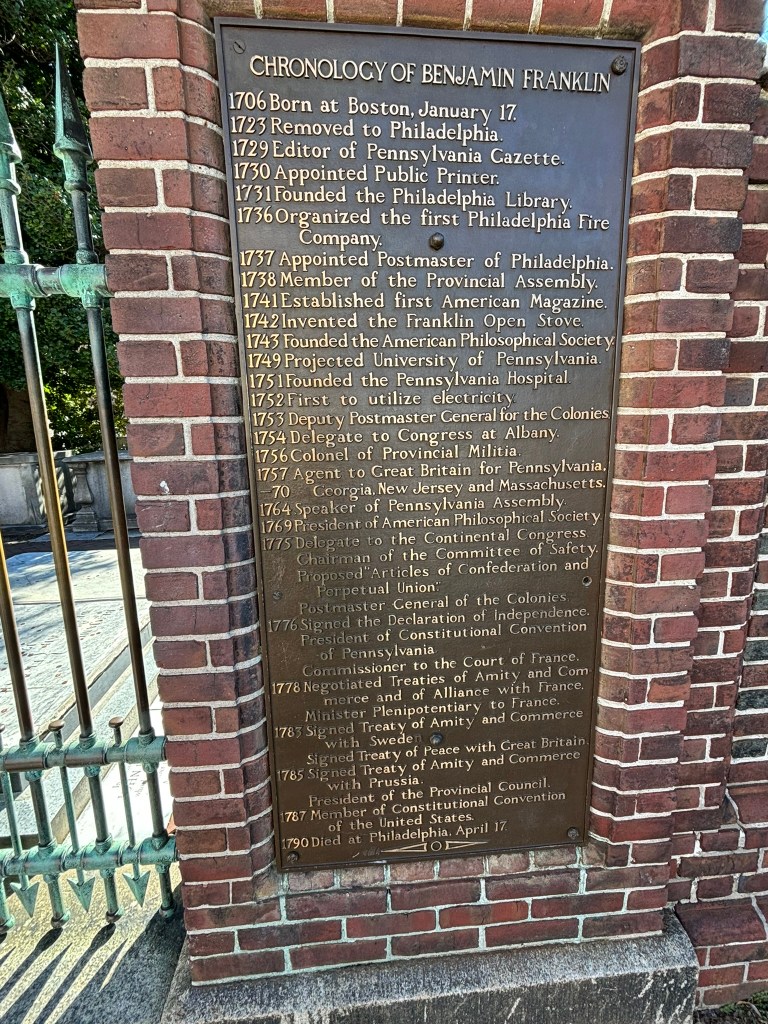 CHRONOLOGY OF BENJAMIN FRANKLIN
1706 Born at Boston, January 17.
1723 Removed to Philadelphia.
1729 Editor of Pennsylvania Gazette.
1730 Appointed Public Printer.
1731 Founded the Philadelphia Library.
1736 Organized the first Philadelphia Fire
Company.
1737 Appointed Postmaster of Philadelphia.
1738 Member of the Provincial Assembly.
1741 Established first American Magazine.
1742 Invented the Franklin Open Stove.
1743 Founded the American Philosophical Society.
1749 Projected University of Pennsylvania.
1751 Founded the Pennsylvania Hospital.
1752 First to utilize electricity.
1753 Deputy Postmaster General for the Colonies.
1754 Delegate to Congress at Albany.
1756 Colonel of Provincial Militia.
1757 Agent to Great Britain for Pennsylvania,
-70 Georgia, New Jersey and Massachusetts.
1764 Speaker of Pennsylvania Assembly.
1769 President of American Philosophical Society.
1775 Delegate to the Continental Congress
Chairman of the Committee of Safety.
Proposed "Articles of Confederation and
Perpetual Union"
Postmaster General of the Colonies.
1776 Signed the Declaration of Independence.
President of Constitutional Convention
of Pennsylvania.
Commissioner to the Court of France.
1778 Negotiated Treaties of Amity and Com-
merce and of Alliance with France.
Minister Plenipotentiary to France.
1783 Signed Treaty of Amity and Commerce
with Sweden
Signed Treaty of Peace with Great Britain.
1785 Signed Treaty of Amity and Commerce
with Prussia.
President of the Provincial Council.
1787 Member of Constitutional Convention
of the United States.
1790 Died at Philadelphia, April 17